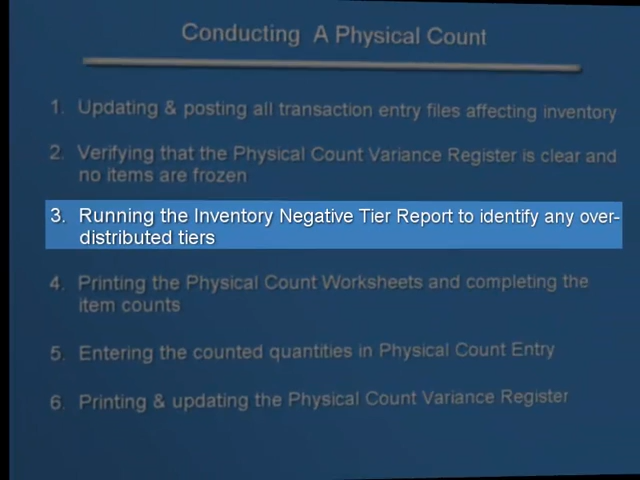 Conducting A Physical Count
1. Updating & posting all transaction entry files affecting inventory
2. Verifying that the Physical Count Variance Register is clear and
no items are frozen
3. Running the Inventory Negative Tier Report to identify any over-
distributed tiers
4. Printing the Physical Count Worksheets and completing the
item counts
5. Entering the counted quantities in Physical Count Entry
6. Printing & updating the Physical Count Variance Register